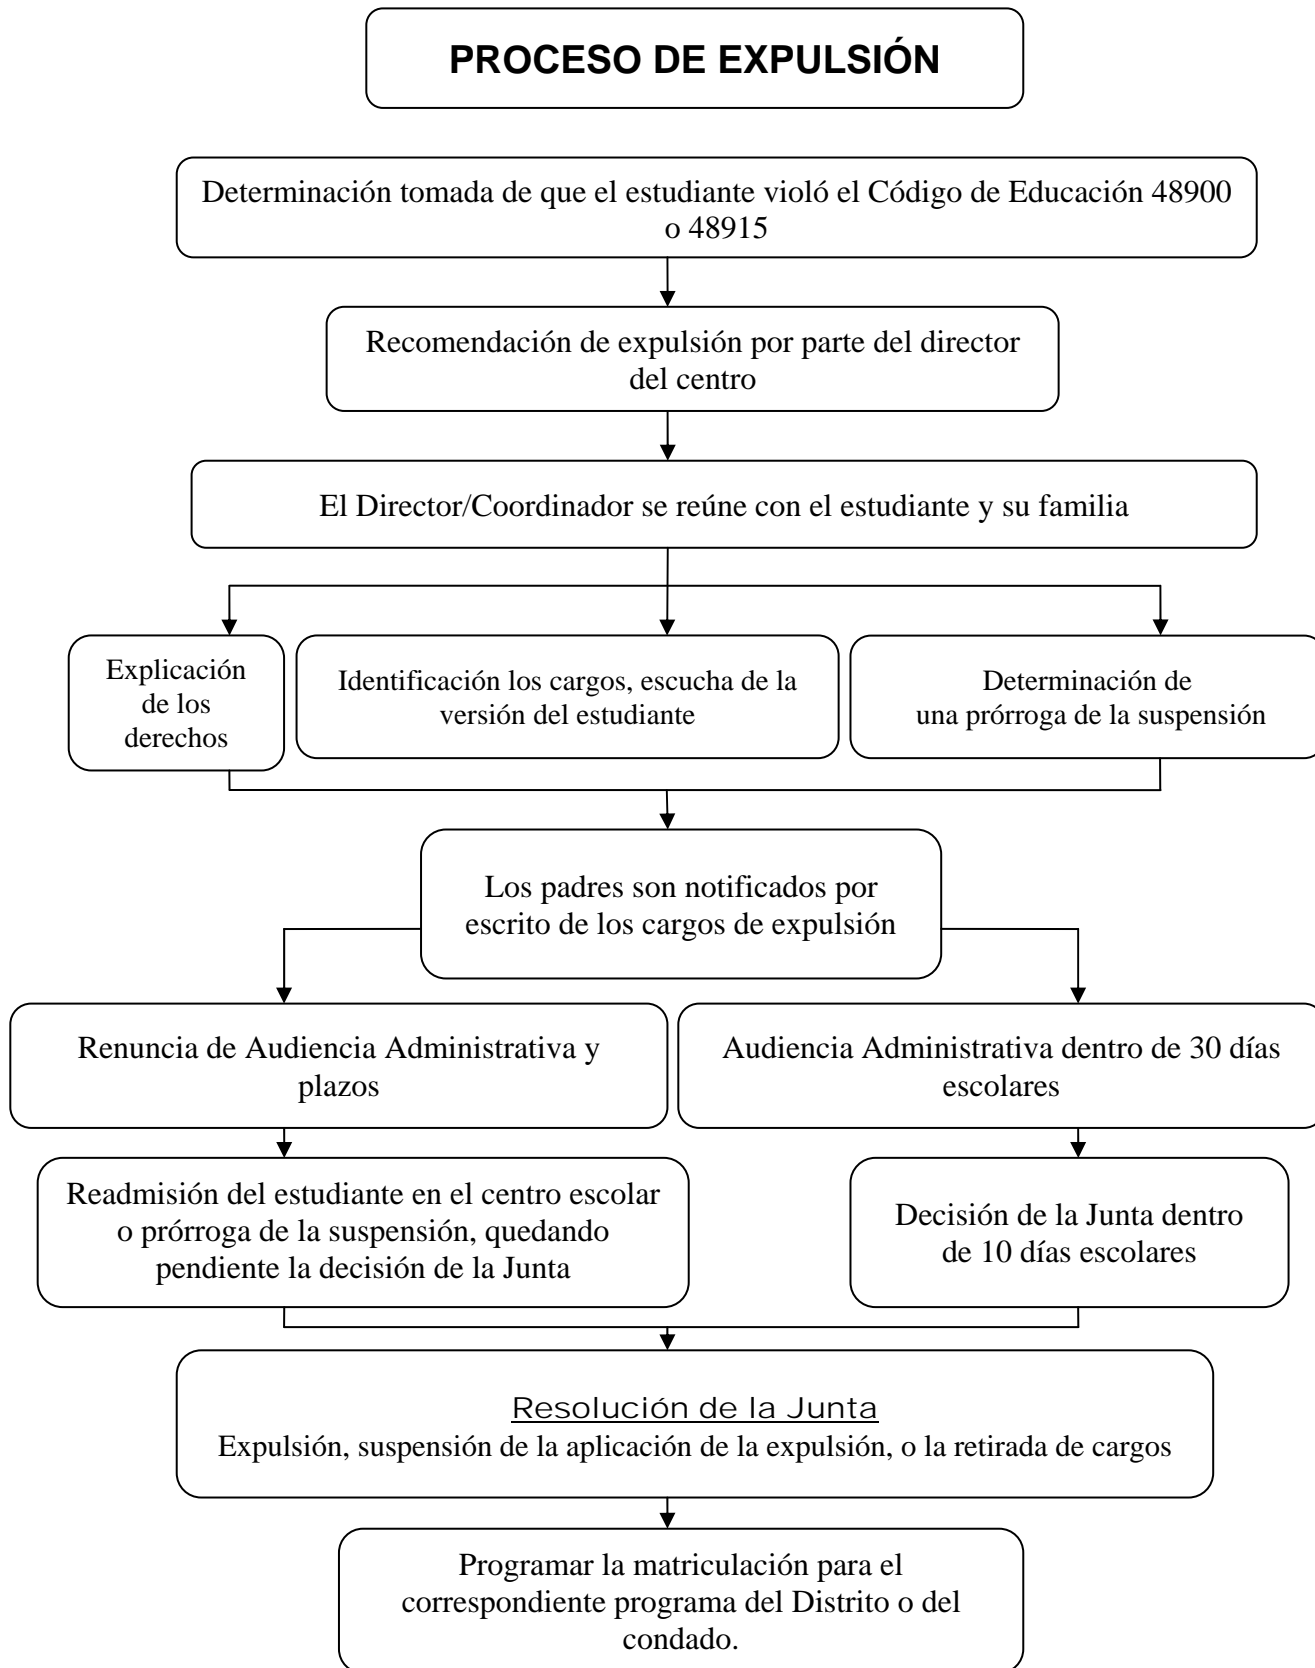 PROCESO DE EXPULSIÓN
Determinación tomada de que el estudiante violó el Código de Educación 48900
o 48915
Recomendación de expulsión por parte del director
del centro
El Director/Coordinador se reúne con el estudiante y su familia
Explicación
de los
derechos
Identificación los cargos, escucha de la
versión del estudiante
Determinación de
una prórroga de la suspensión
Los padres son notificados por
escrito de los cargos de expulsión
Renuncia de Audiencia Administrativa y
plazos
Audiencia Administrativa dentro de 30 días
escolares
Readmisión del estudiante en el centro escolar
o prórroga de la suspensión, quedando
pendiente la decisión de la Junta
Decisión de la Junta dentro
de 10 días escolares
Resolución de la Junta
Expulsión, suspensión de la aplicación de la expulsión, o la retirada de cargos
Programar la matriculación para el
correspondiente programa del Distrito o del
condado.